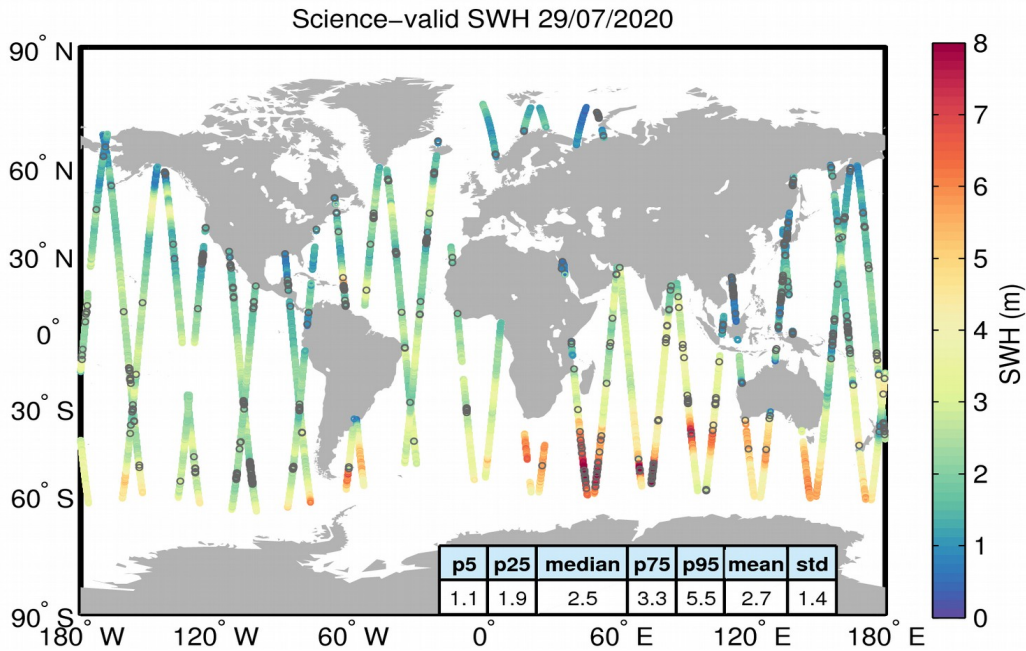 Science−valid SWH 29/07/2020
90° N
60° N
30° N
0°
30° S
60° S
90° S
180° W
120° W
60° W
0°
60° E
120° E
180° E
p5 p25 median p75 p95 mean std
1.1 1.9 2.5 3.3 5.5 2.7 1.4
8
7
6
5
4
3
2
1
0
SWH (m)